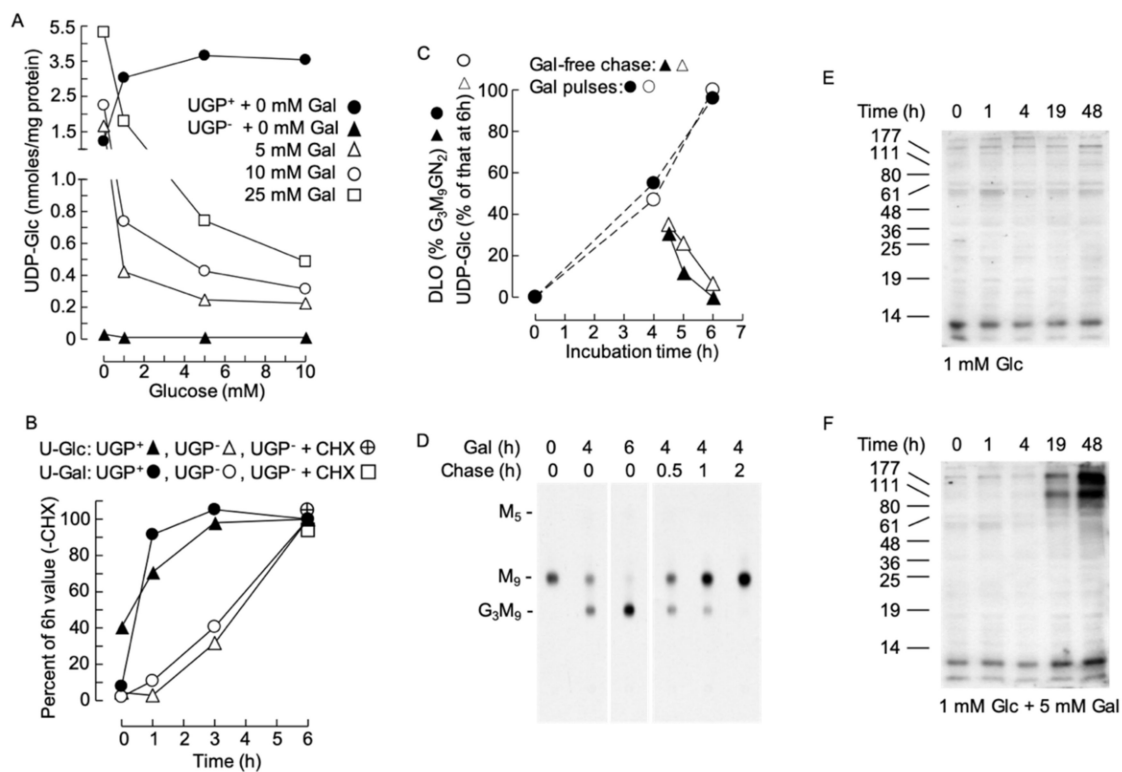 A
5.5
3.5
2.5
1.5
1.0
0.8
0.6
0.4
0.2
0
UDP-Glc (nmoles/mg protein)
UGP+ + 0 mM Gal
UGP- + 0 mM Gal
5 mM Gal
10 mM Gal
25 mM Gal
0 2 4 6 8 10
Glucose (mM)
B
U-Glc: UGP+ , UGP- , UGP- + CHX
U-Gal: UGP+ , UGP- , UGP- + CHX
Percent of 6h value (-CHX)
100
80
60
40
20
0
0 1 3 6
Time (h)
C
Gal-free chase:
Gal pulses:
DLO (% G3M9GN2)
UDP-Glc (% of that at 6h)
100
80
60
40
20
0
0 1 2 3 4 5 6 7
Incubation time (h)
D
Gal (h) 0 4 6 4 4 4
Chase (h) 0 0 0 0.5 1 2
M5 -
M9 -
G3M9 -
E
Time (h) 0 1 4 19 48
177
111
80
61
48
36
26
19
14
1 mM Glc
F
Time (h) 0 1 4 19 48
177
111
80
61
48
36
26
19
14
1 mM Glc + 5 mM Gal